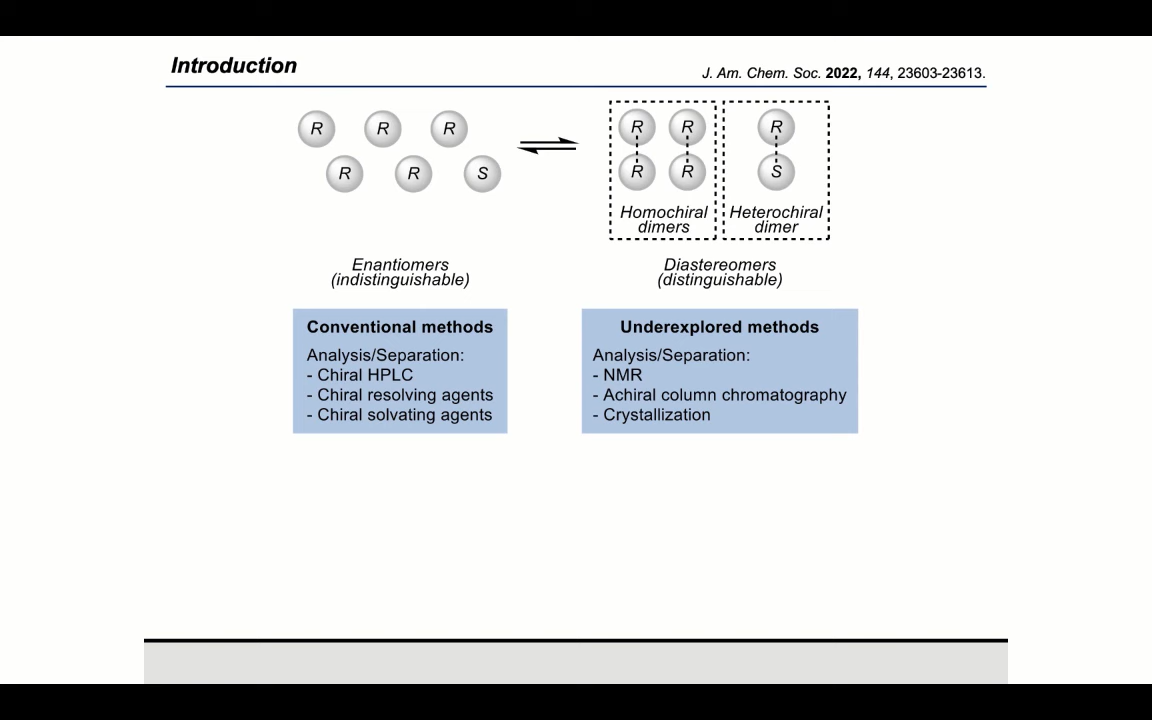 Introduction
J. Am. Chem. Soc. 2022, 144, 23603-23613.
R R R
R R S
R R
R R
Homochiral
dimers
R
S
Heterochiral
dimer
Enantiomers
(indistinguishable)
Diastereomers
(distinguishable)
Conventional methods
Analysis/Separation:
- Chiral HPLC
- Chiral resolving agents
- Chiral solvating agents
Underexplored methods
Analysis/Separation:
- NMR
- Achiral column chromatography
- Crystallization